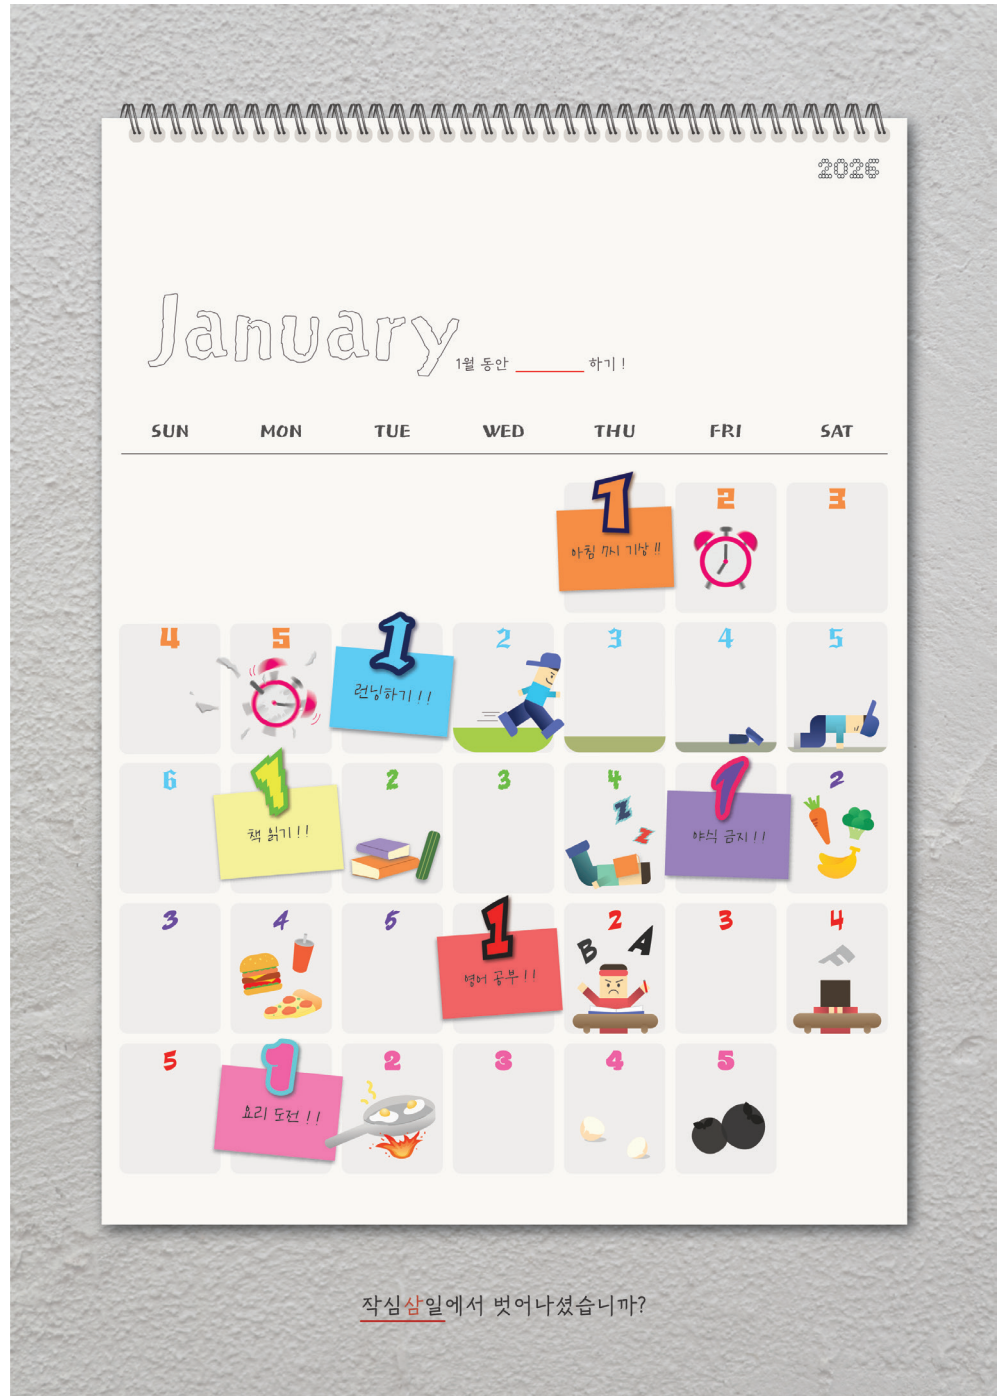 2026
January
1월 동안 ______ 하기 !
SUN MON TUE WED THU FRI SAT
1 2 3
아침 7시 기상 !!
4 5 1 2 3 4 5
런닝하기 ! !
6 1 2 3 4 1 2
책 읽기 ! !
Z
Z
야식 금지 ! !
3 4 5 1 2 3 4
B A F
영어 공부 ! !
5 1 2 3 4 5
요리 도전 ! !
작심삼일에서 벗어나셨습니까?